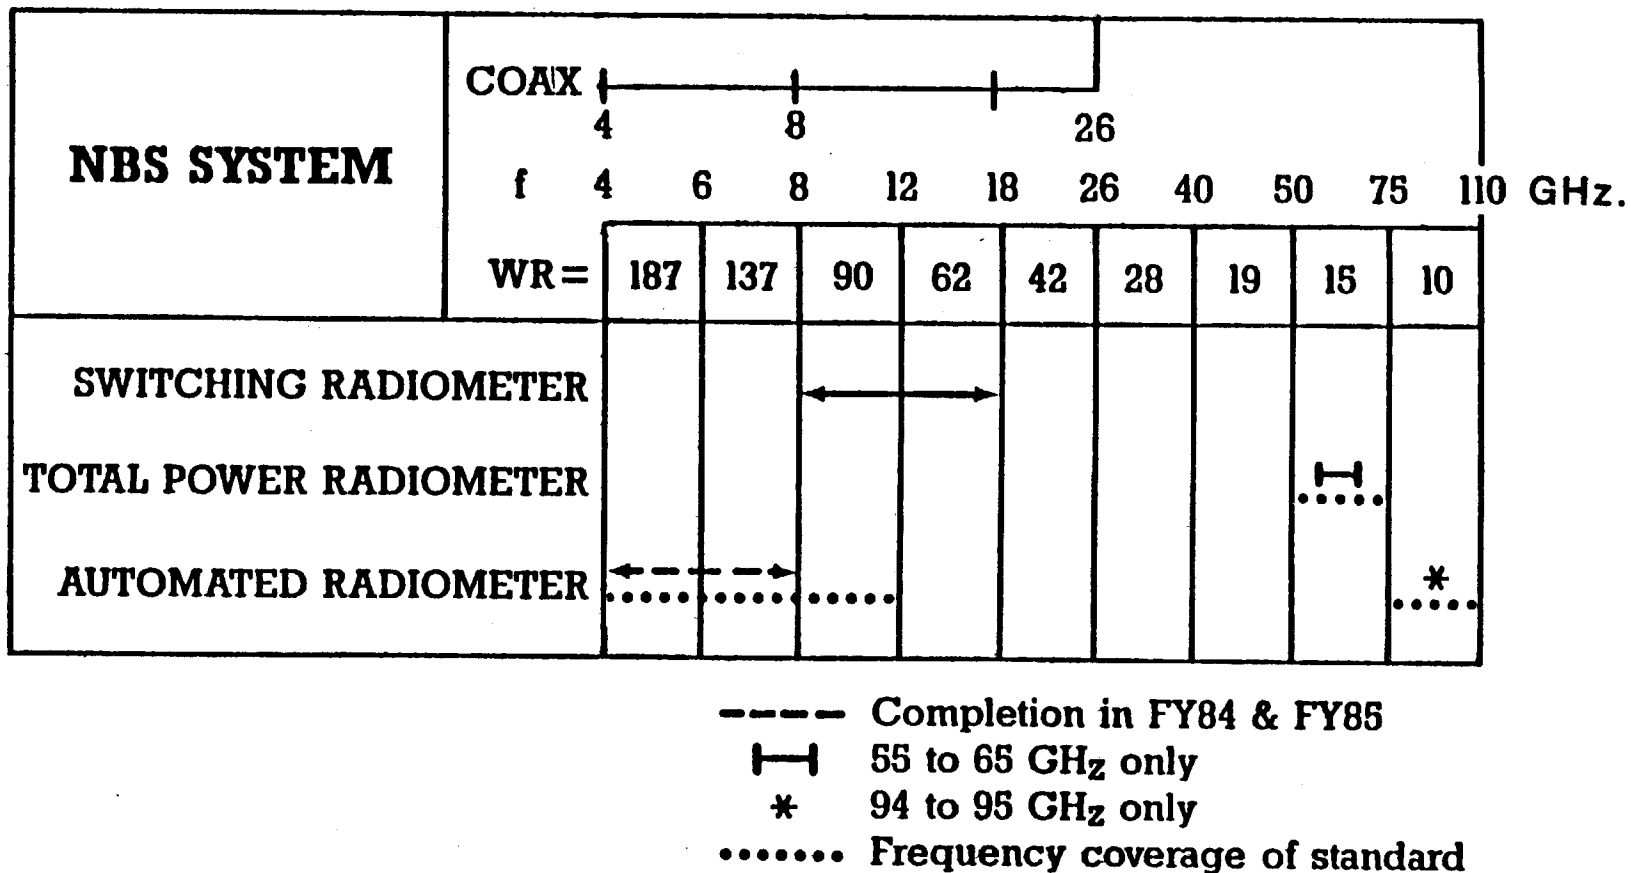 COAX
4 8 26
NBS SYSTEM
f 4 6 8 12 18 26 40 50 75 110 GHz.
WR= 187 137 90 62 42 28 19 15 10
SWITCHING RADIOMETER
TOTAL POWER RADIOMETER
AUTOMATED RADIOMETER
*
Completion in FY84 & FY85
55 to 65 GHz only
* 94 to 95 GHz only
Frequency coverage of standard